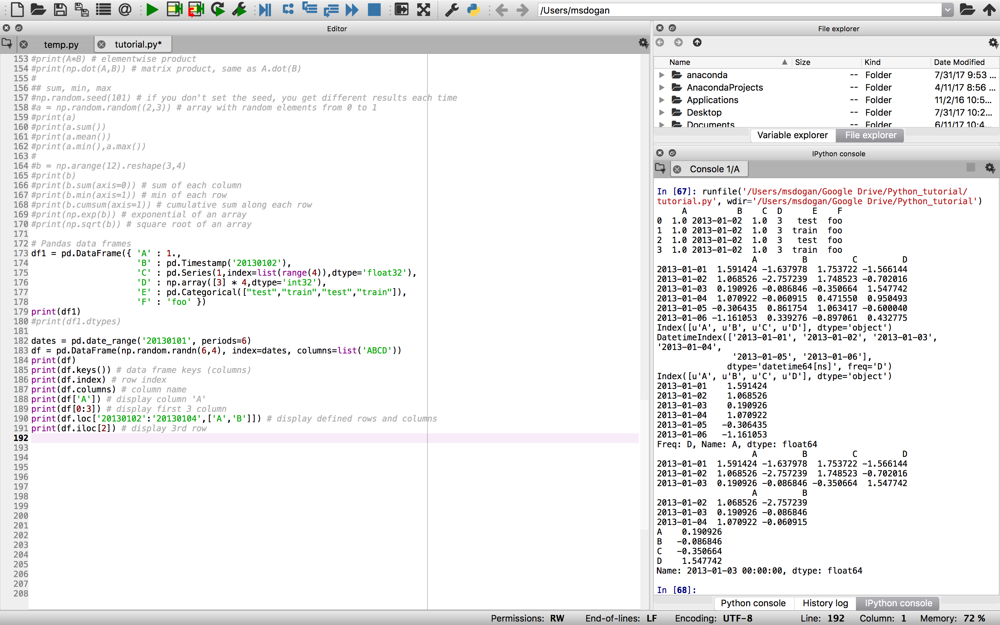 /Users/msdogan
Editor
temp.py
tutorial.py*
153 #print(A*B) # elementwise product
154 #print(np.dot(A,B)) # matrix product, same as A.dot(B)
155 #
156 ## sum, min, max
157 #np.random.seed(101) # if you don't set the seed, you get different results each time
158 #a = np.random.random((2,3)) # array with random elements from 0 to 1
159 #print(a)
160 #print(a.sum())
161 #print(a.mean())
162 #print(a.min(),a.max())
163 #
164 #b = np.arange(12).reshape(3,4)
165 #print(b)
166 #print(b.sum(axis=0)) # sum of each column
167 #print(b.min(axis=1)) # min of each row
168 #print(b.cumsum(axis=1)) # cumulative sum along each row
169 #print(np.exp(b)) # exponential of an array
170 #print(np.sqrt(b)) # square root of an array
171
172 # Pandas data frames
173 df1 = pd.DataFrame({ 'A' : 1.,
174                      'B' : pd.Timestamp('20130102'),
175                      'C' : pd.Series(1,index=list(range(4)),dtype='float32'),
176                      'D' : np.array([3] * 4,dtype='int32'),
177                      'E' : pd.Categorical(["test","train","test","train"]),
178                      'F' : 'foo' })
179 print(df1)
180 #print(df1.dtypes)
181
182 dates = pd.date_range('20130101', periods=6)
183 df = pd.DataFrame(np.random.randn(6,4), index=dates, columns=list('ABCD'))
184 print(df)
185 print(df.keys()) # data frame keys (columns)
186 print(df.index) # row index
187 print(df.columns) # column name
188 print(df['A']) # display column 'A'
189 print(df[0:3]) # display first 3 column
190 print(df.loc['20130102':'20130104',['A','B']]) # display defined rows and columns
191 print(df.iloc[2]) # display 3rd row
192
193
194
195
196
197
198
199
200
201
202
203
204
205
206
207
208
File explorer
Name Size Kind Date Modified
anaconda -- Folder 7/31/17 9:53 ...
AnacondaProjects -- Folder 4/11/17 8:56 ...
Applications -- Folder 11/2/16 10:5...
Desktop -- Folder 7/31/17 10:2...
Documents -- Folder 6/11/17 10:4...
Variable explorer File explorer
IPython console
Console 1/A
In [67]: runfile('/Users/msdogan/Google Drive/Python_tutorial/
tutorial.py', wdir='/Users/msdogan/Google Drive/Python_tutorial')
     A          B    C  D      E    F
0  1.0 2013-01-02  1.0  3   test  foo
1  1.0 2013-01-02  1.0  3  train  foo
2  1.0 2013-01-02  1.0  3   test  foo
3  1.0 2013-01-02  1.0  3  train  foo
                   A         B         C         D
2013-01-01  1.591424 -1.637978  1.753722 -1.566144
2013-01-02  1.068526 -2.757239  1.748523 -0.702016
2013-01-03  0.190926 -0.086846 -0.350664  1.547742
2013-01-04  1.070922 -0.060915  0.471550  0.950493
2013-01-05 -0.306435  0.861754  1.063417 -0.600040
2013-01-06 -1.161053  0.339276 -0.897061  0.432775
Index([u'A', u'B', u'C', u'D'], dtype='object')
DatetimeIndex(['2013-01-01', '2013-01-02', '2013-01-03',
'2013-01-04',
               '2013-01-05', '2013-01-06'],
              dtype='datetime64[ns]', freq='D')
Index([u'A', u'B', u'C', u'D'], dtype='object')
2013-01-01    1.591424
2013-01-02    1.068526
2013-01-03    0.190926
2013-01-04    1.070922
2013-01-05   -0.306435
2013-01-06   -1.161053
Freq: D, Name: A, dtype: float64
                   A         B         C         D
2013-01-01  1.591424 -1.637978  1.753722 -1.566144
2013-01-02  1.068526 -2.757239  1.748523 -0.702016
2013-01-03  0.190926 -0.086846 -0.350664  1.547742
                   A         B
2013-01-02  1.068526 -2.757239
2013-01-03  0.190926 -0.086846
2013-01-04  1.070922 -0.060915
A    0.190926
B   -0.086846
C   -0.350664
D    1.547742
Name: 2013-01-03 00:00:00, dtype: float64
In [68]:
Python console History log IPython console
Permissions: RW End-of-lines: LF Encoding: UTF-8 Line: 192 Column: 1 Memory: 72 %